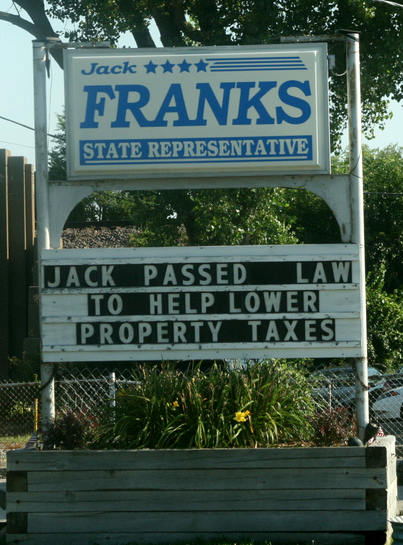 Jack
FRANKS
STATE REPRESENTATIVE
JACK PASSED LAW
TO HELP LOWER
PROPERTY TAXES